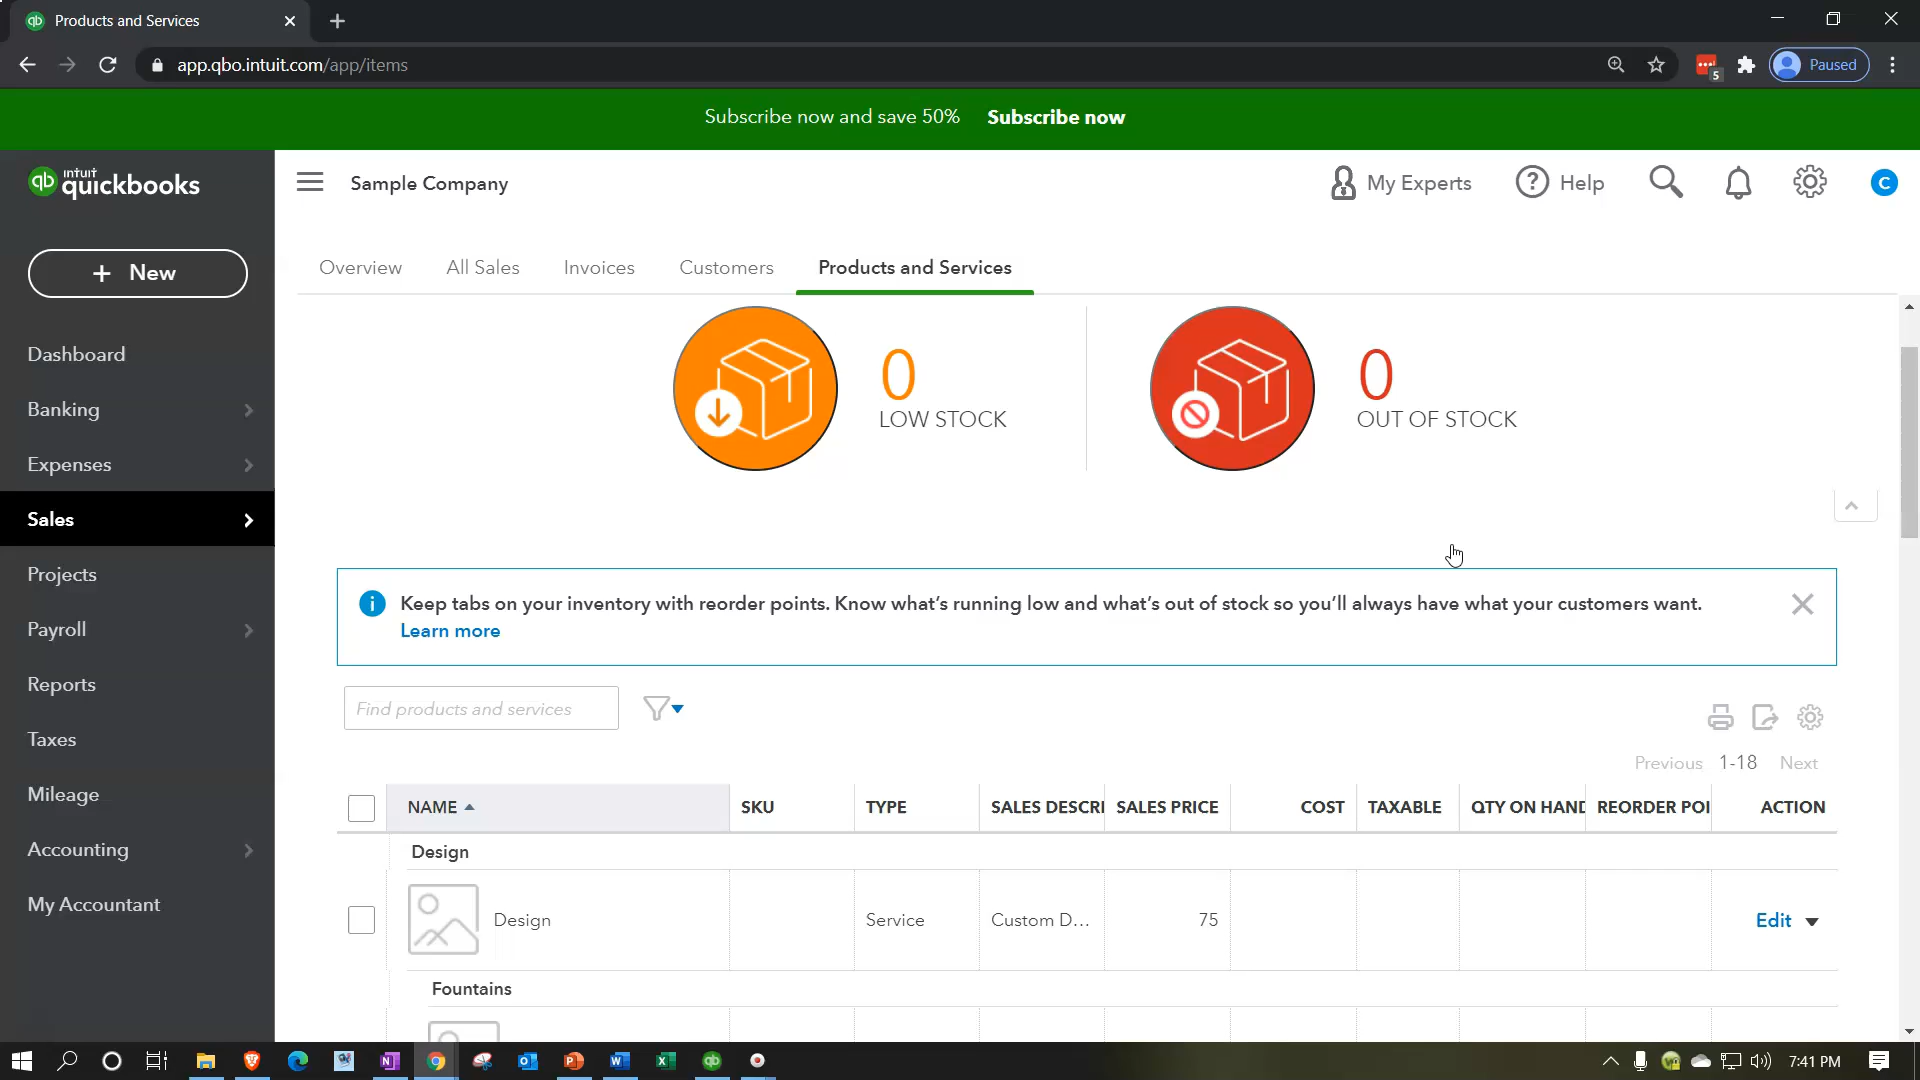 Products and Services
app.qbo.intuit.com/app/items
5
Paused
Subscribe now and save 50% Subscribe now
qb intuit quickbooks
Sample Company
My Experts
? Help
C
+ New
Overview
All Sales
Invoices
Customers
Products and Services
Dashboard
Banking
Expenses
Sales
Projects
Payroll
Reports
Taxes
Mileage
Accounting
My Accountant
0
LOW STOCK
0
OUT OF STOCK
i Keep tabs on your inventory with reorder points. Know what's running low and what's out of stock so you'll always have what your customers want.
Learn more
Find products and services
Previous 1-18 Next
NAME SKU TYPE SALES DESCRI SALES PRICE COST TAXABLE QTY ON HAND REORDER POI ACTION
Design
Design Service Custom D... 75 Edit
Fountains
7:41 PM